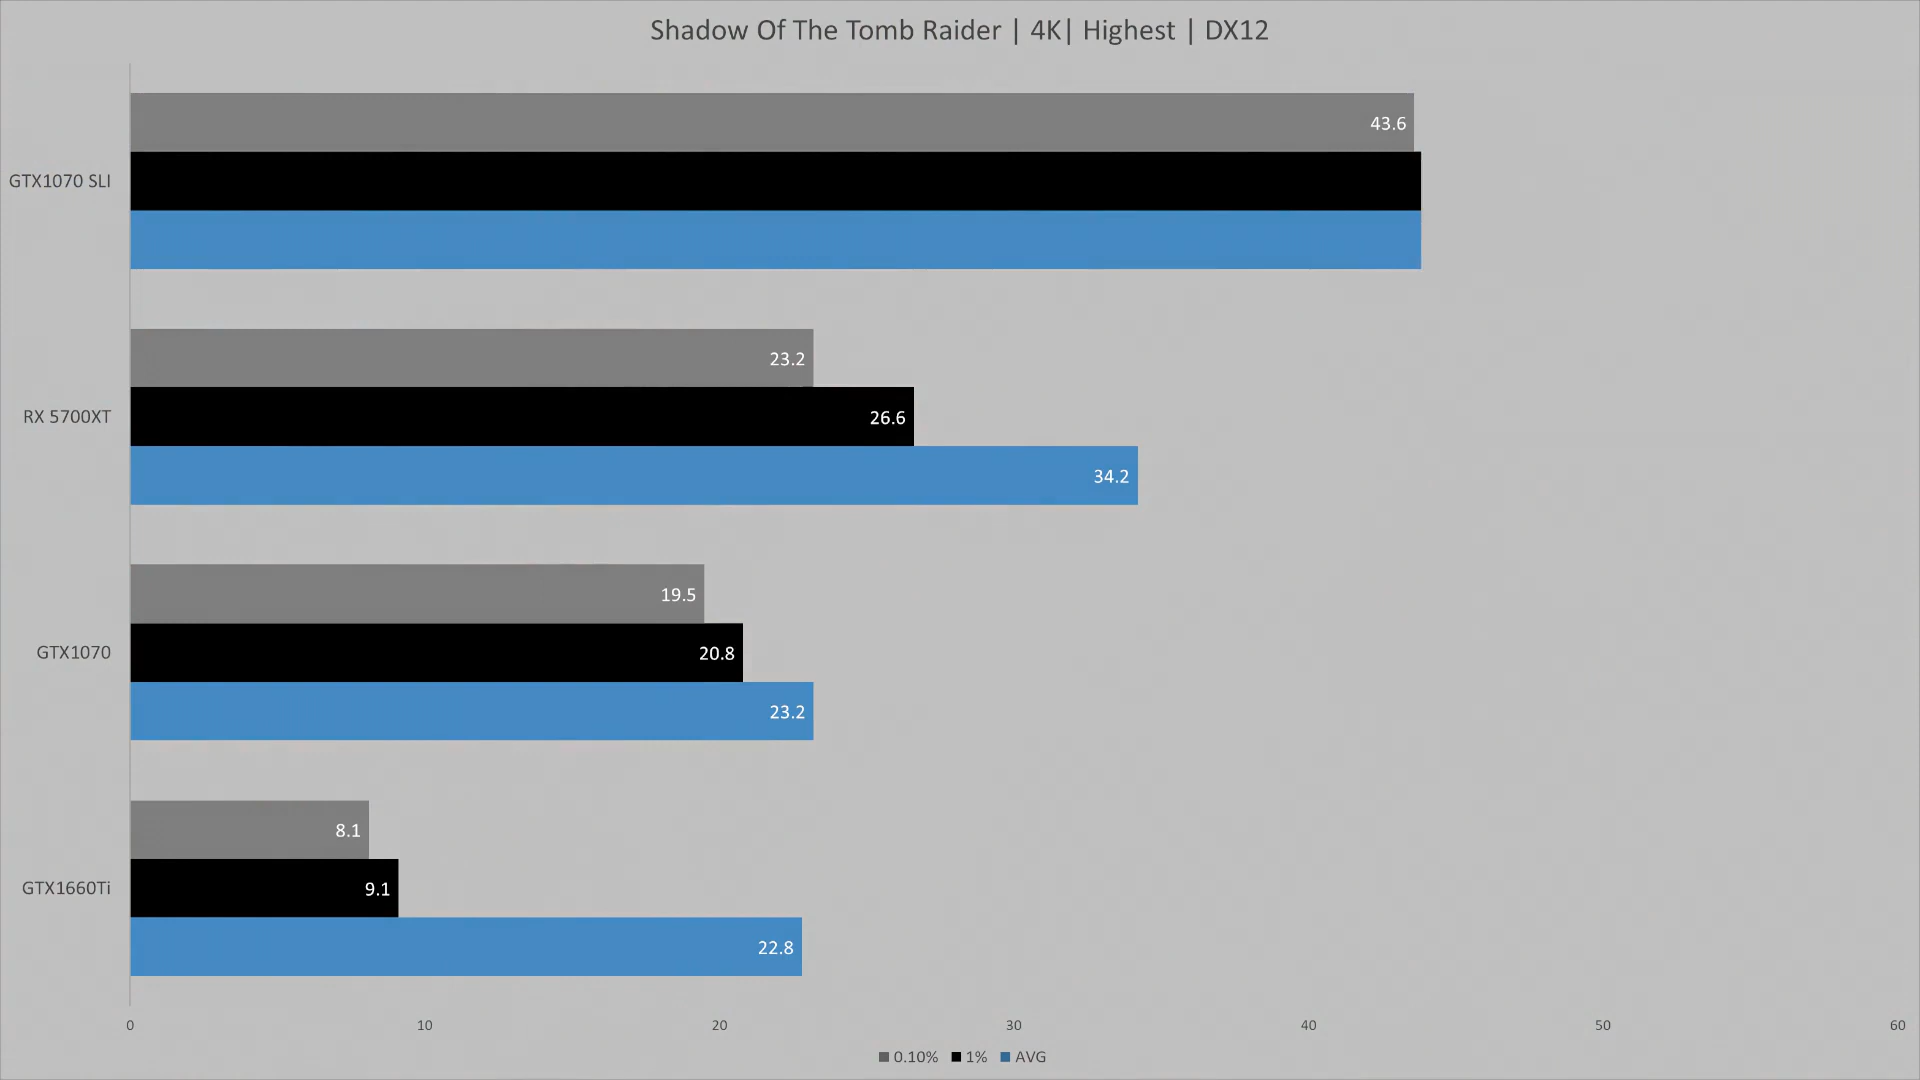 Shadow Of The Tomb Raider | 4K| Highest | DX12
43.6
GTX1070 SLI
23.2
RX 5700XT
26.6
34.2
19.5
GTX1070
20.8
23.2
8.1
GTX1660Ti
9.1
22.8
0 10 20 30 40 50 60
0.10% 1% AVG